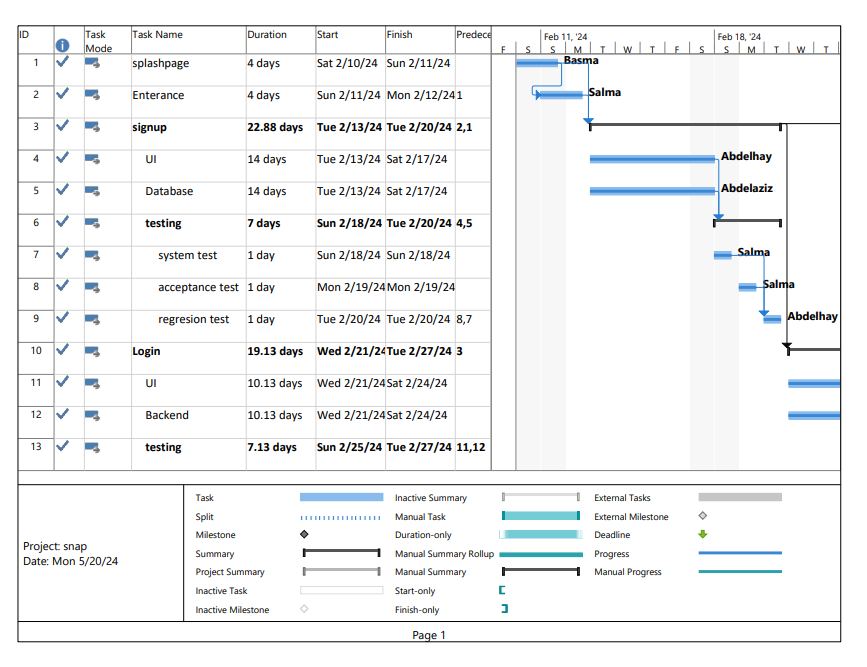 ID Task Mode Task Name Duration Start Finish Predece
Feb 11, '24 Feb 18, '24
F S S M T W T F S S M T W T
1 splashpage 4 days Sat 2/10/24 Sun 2/11/24 Basma
2 Enterance 4 days Sun 2/11/24 Mon 2/12/24 1 Salma
3 signup 22.88 days Tue 2/13/24 Tue 2/20/24 2,1
4 UI 14 days Tue 2/13/24 Sat 2/17/24 Abdelhay
5 Database 14 days Tue 2/13/24 Sat 2/17/24 Abdelaziz
6 testing 7 days Sun 2/18/24 Tue 2/20/24 4,5
7 system test 1 day Sun 2/18/24 Sun 2/18/24 Salma
8 acceptance test 1 day Mon 2/19/24 Mon 2/19/24 Salma
9 regresion test 1 day Tue 2/20/24 Tue 2/20/24 8,7 Abdelhay
10 Login 19.13 days Wed 2/21/24 Tue 2/27/24 3
11 UI 10.13 days Wed 2/21/24 Sat 2/24/24
12 Backend 10.13 days Wed 2/21/24 Sat 2/24/24
13 testing 7.13 days Sun 2/25/24 Tue 2/27/24 11,12
Project: snap
Date: Mon 5/20/24
Task Inactive Summary External Tasks
Split Manual Task External Milestone
Milestone Duration-only Deadline
Summary Manual Summary Rollup Progress
Project Summary Manual Summary Manual Progress
Inactive Task Start-only
Inactive Milestone Finish-only
Page 1